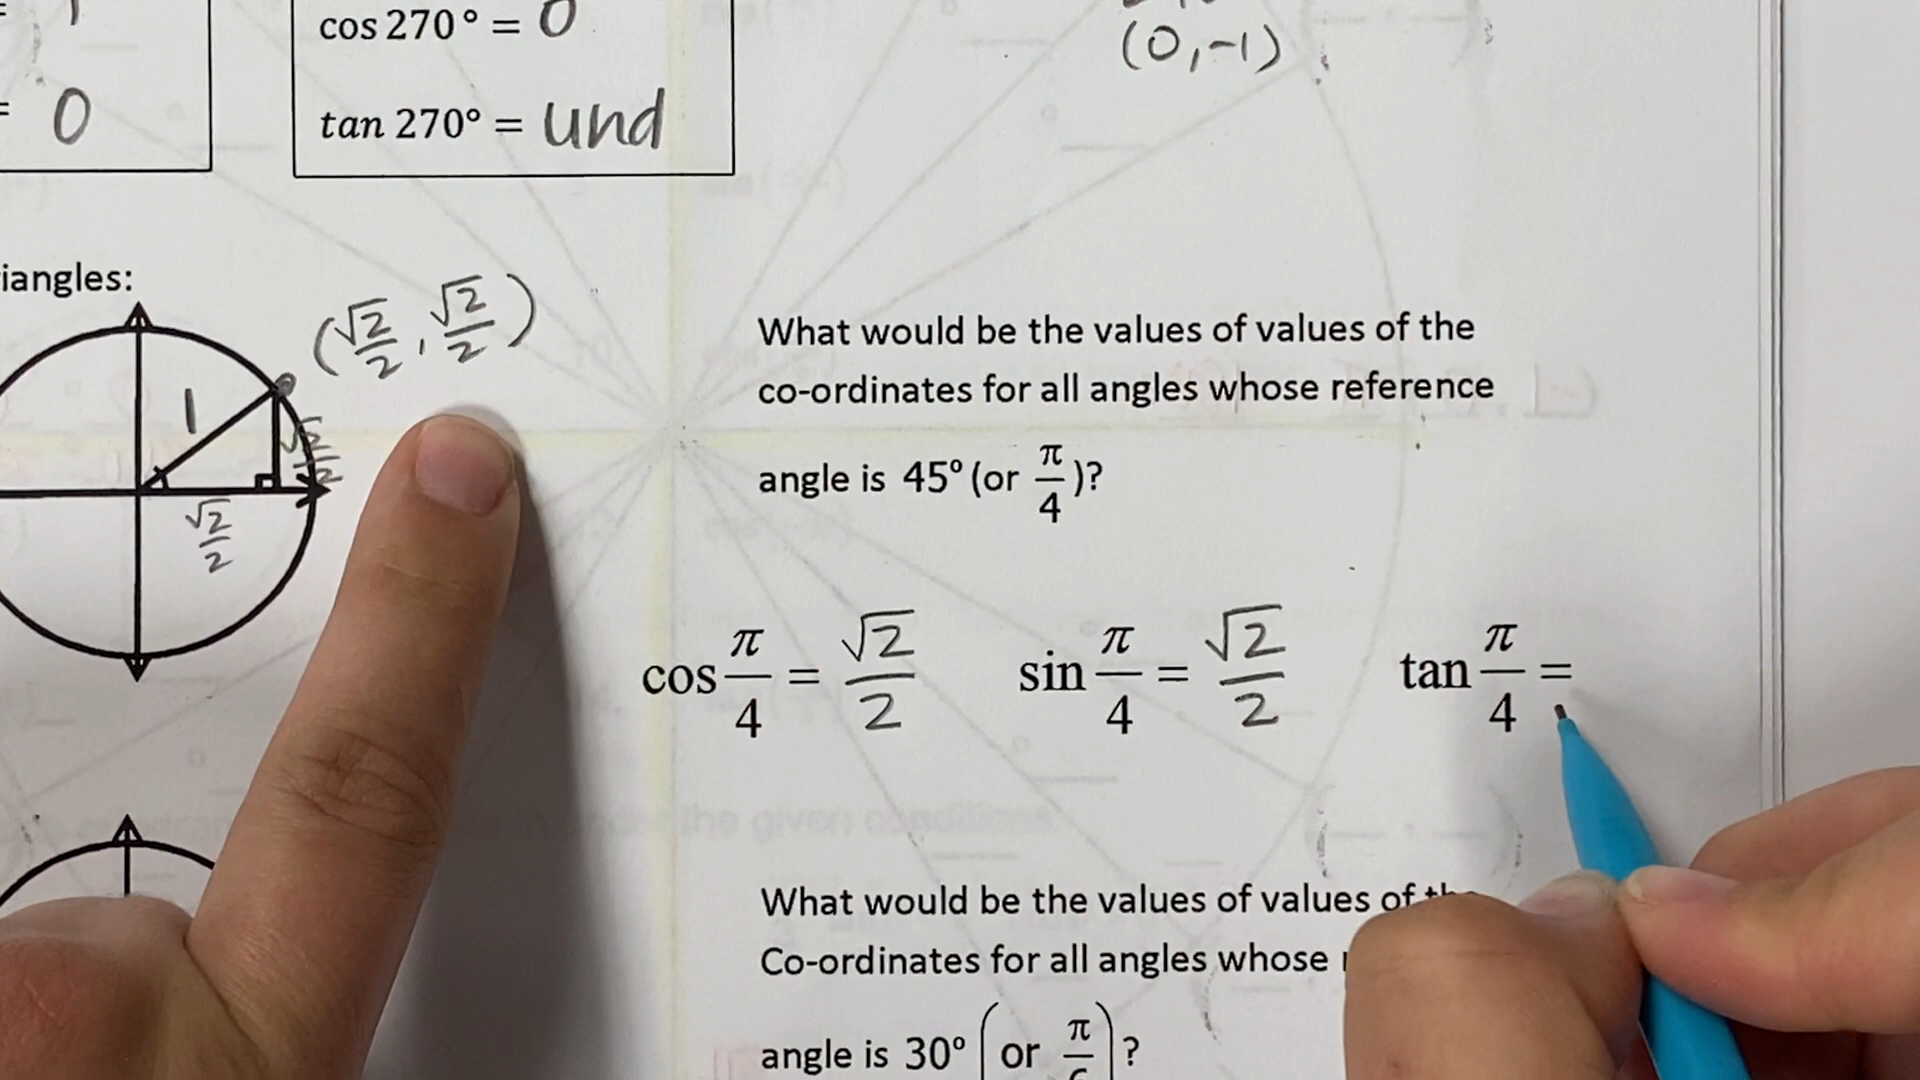 cos 270° = 0
(0,-1)
= 0
tan 270° = und
iangles:
(√2/2, √2/2)
1
√2/2
√2/2
What would be the values of values of the
co-ordinates for all angles whose reference
angle is 45° (or π/4)?
cos π/4 = √2/2
sin π/4 = √2/2
tan π/4 =
What would be the values of values of
Co-ordinates for all angles whose
angle is 30° (or π/6)?